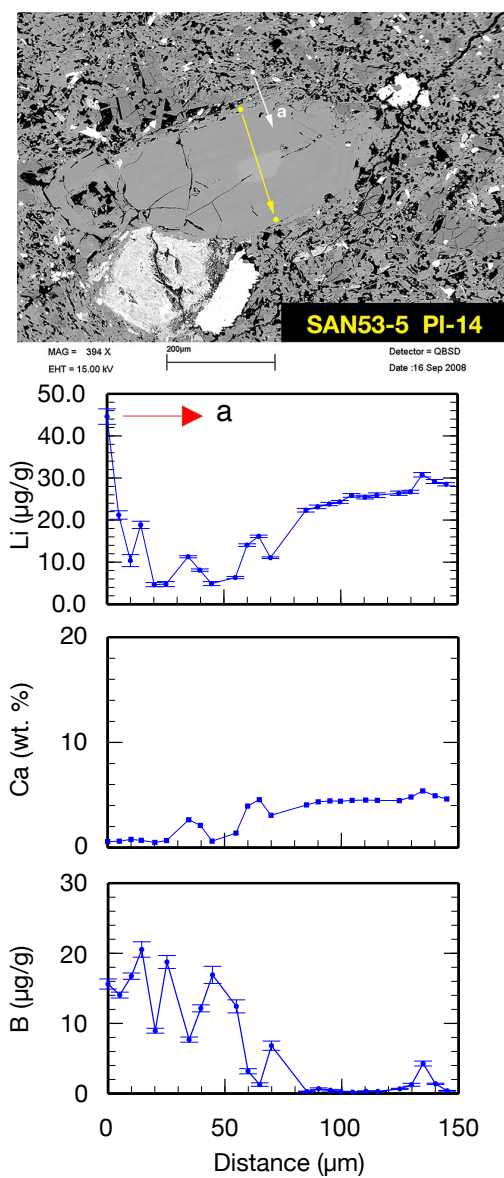 a
SAN53-5 PI-14
MAG = 394 X
200µm
Detector = QBSD
EHT = 15.00 kV
Date :16 Sep 2008
50.0
40.0
30.0
20.0
10.0
0.0
Li (µg/g)
a
20
10
0
Ca (wt. %)
30
20
10
0
B (µg/g)
0
50
100
150
Distance (µm)